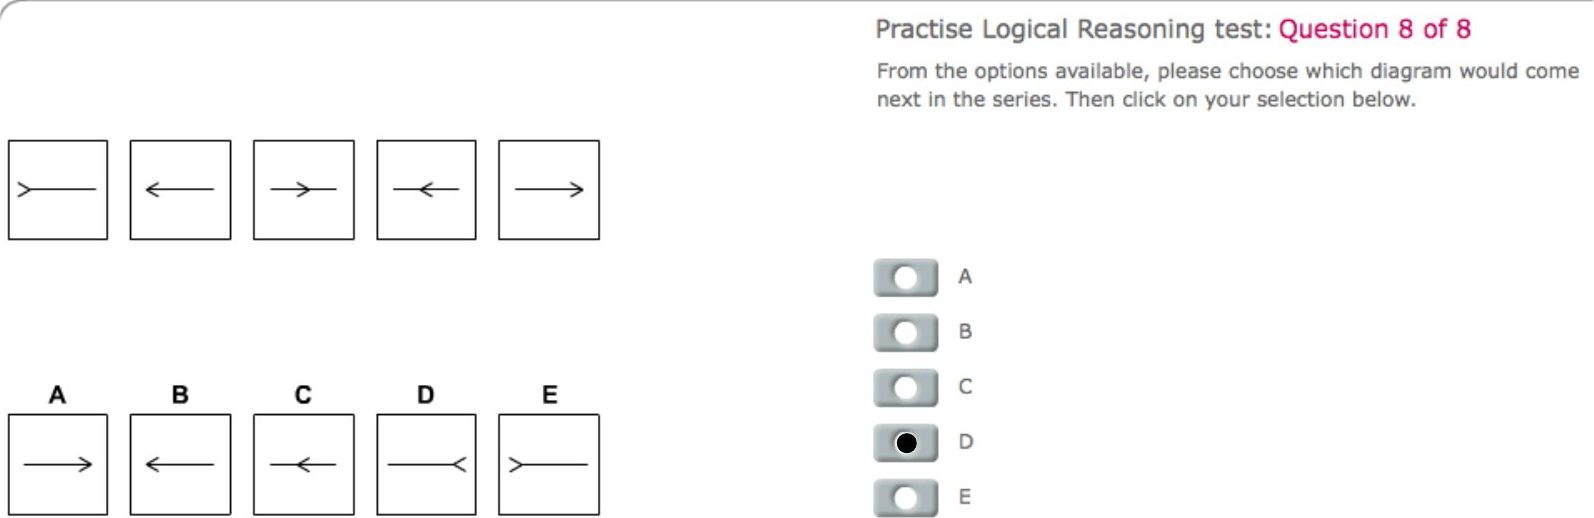 Practise Logical Reasoning test: Question 8 of 8
From the options available, please choose which diagram would come
next in the series. Then click on your selection below.
A
B
C
D
E
A B C D E